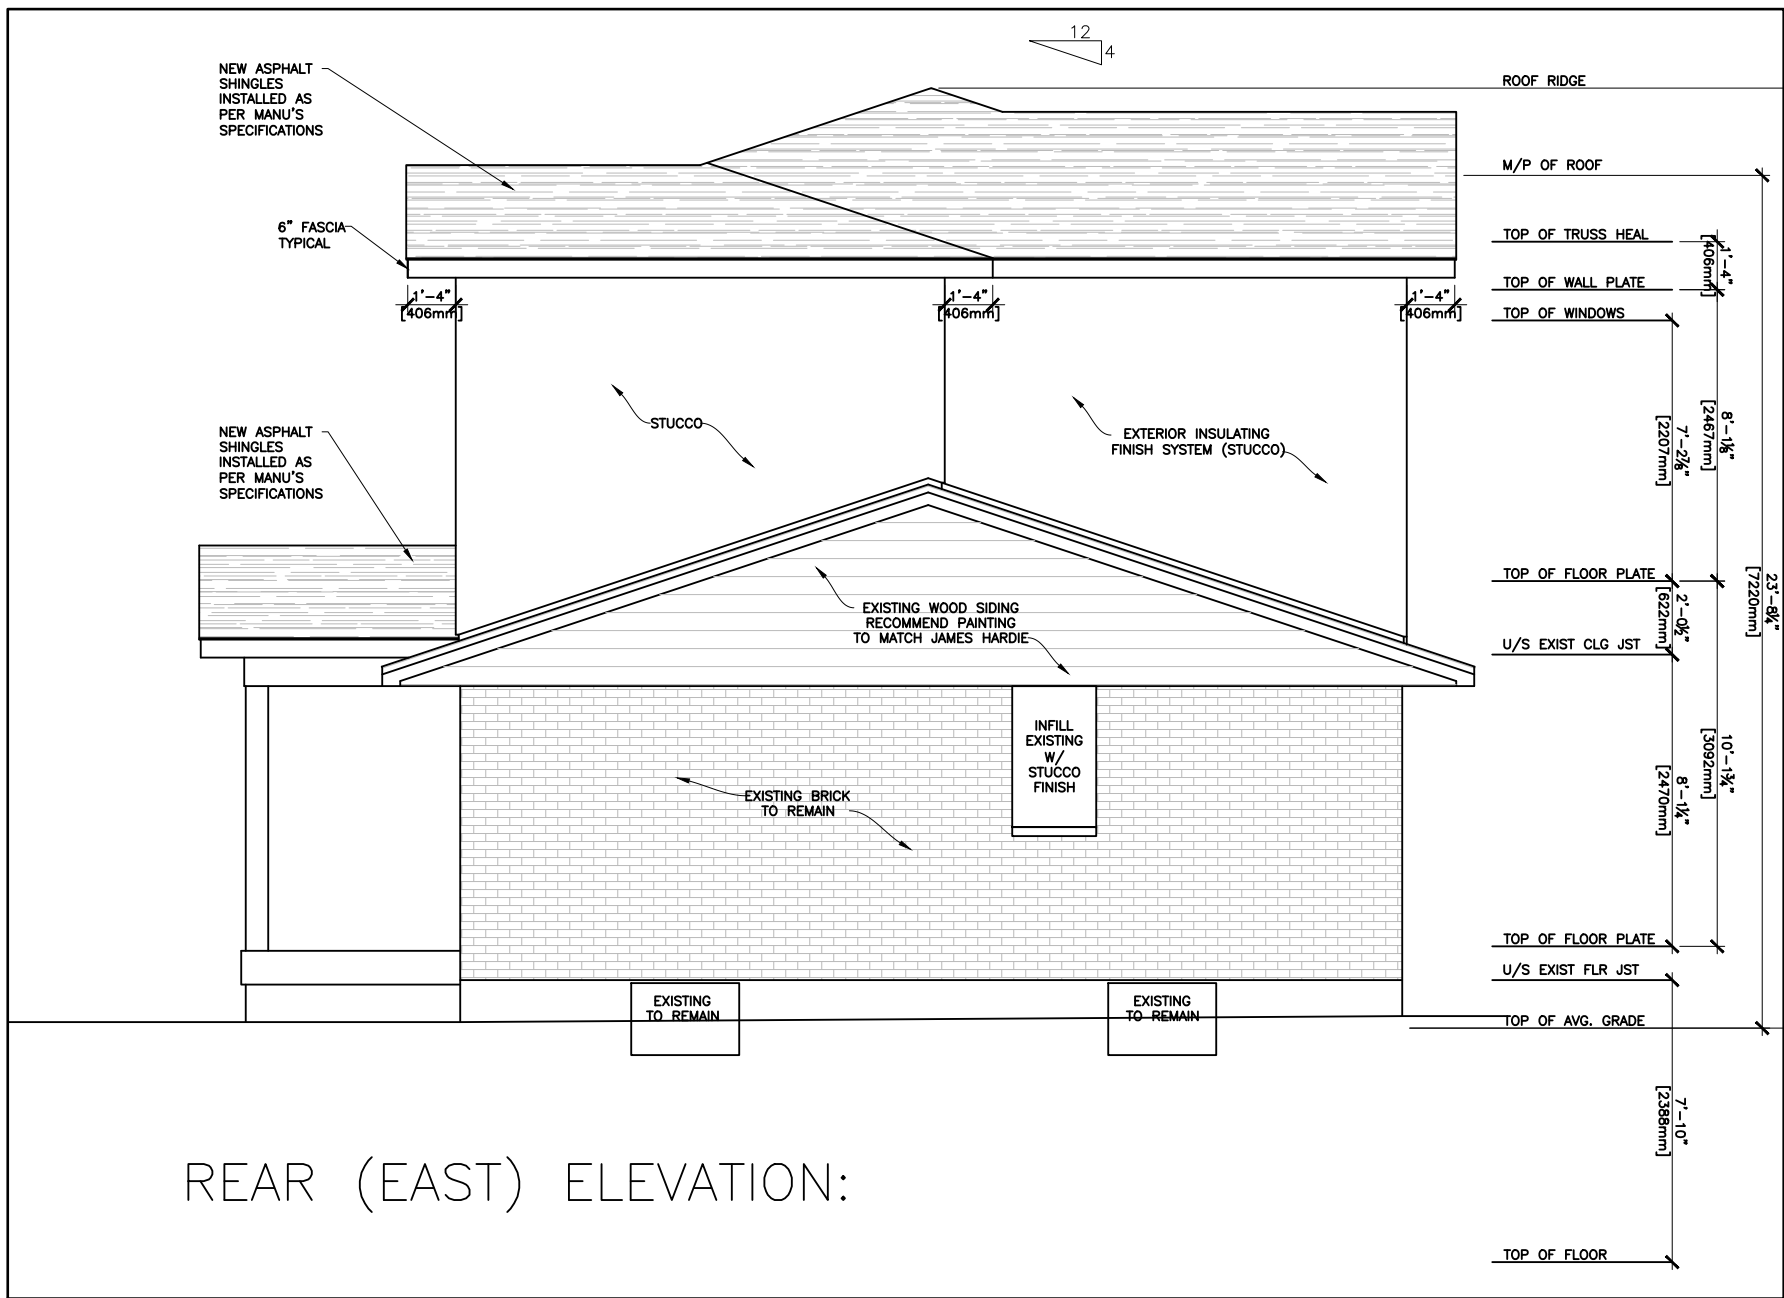 12
4
NEW ASPHALT
SHINGLES
INSTALLED AS
PER MANU'S
SPECIFICATIONS
ROOF RIDGE
M/P OF ROOF
6" FASCIA
TYPICAL
TOP OF TRUSS HEAL
1'-4"
[406mm]
TOP OF WALL PLATE
1'-4"
[406mm]
1'-4"
[406mm]
1'-4"
[406mm]
TOP OF WINDOWS
STUCCO
EXTERIOR INSULATING
FINISH SYSTEM (STUCCO)
8'-1⅛"
[2467mm]
7'-2⅞"
[2207mm]
NEW ASPHALT
SHINGLES
INSTALLED AS
PER MANU'S
SPECIFICATIONS
TOP OF FLOOR PLATE
23'-8¼"
[7220mm]
2'-0½"
[622mm]
EXISTING WOOD SIDING
RECOMMEND PAINTING
TO MATCH JAMES HARDIE
U/S EXIST CLG JST
INFILL
EXISTING
W/
STUCCO
FINISH
10'-1¾"
[3092mm]
8'-1¼"
[2470mm]
EXISTING BRICK
TO REMAIN
TOP OF FLOOR PLATE
U/S EXIST FLR JST
EXISTING
TO REMAIN
EXISTING
TO REMAIN
TOP OF AVG. GRADE
7'-10"
[2388mm]
REAR (EAST) ELEVATION:
TOP OF FLOOR